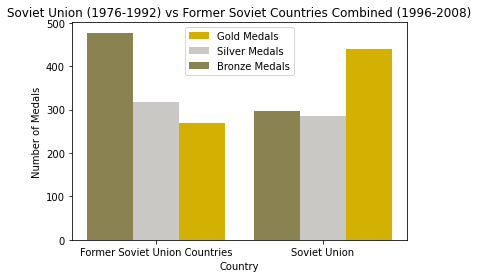 Soviet Union (1976-1992) vs Former Soviet Countries Combined (1996-2008)
500
400
300
200
100
0
Number of Medals
Gold Medals
Silver Medals
Bronze Medals
Former Soviet Union Countries
Soviet Union
Country